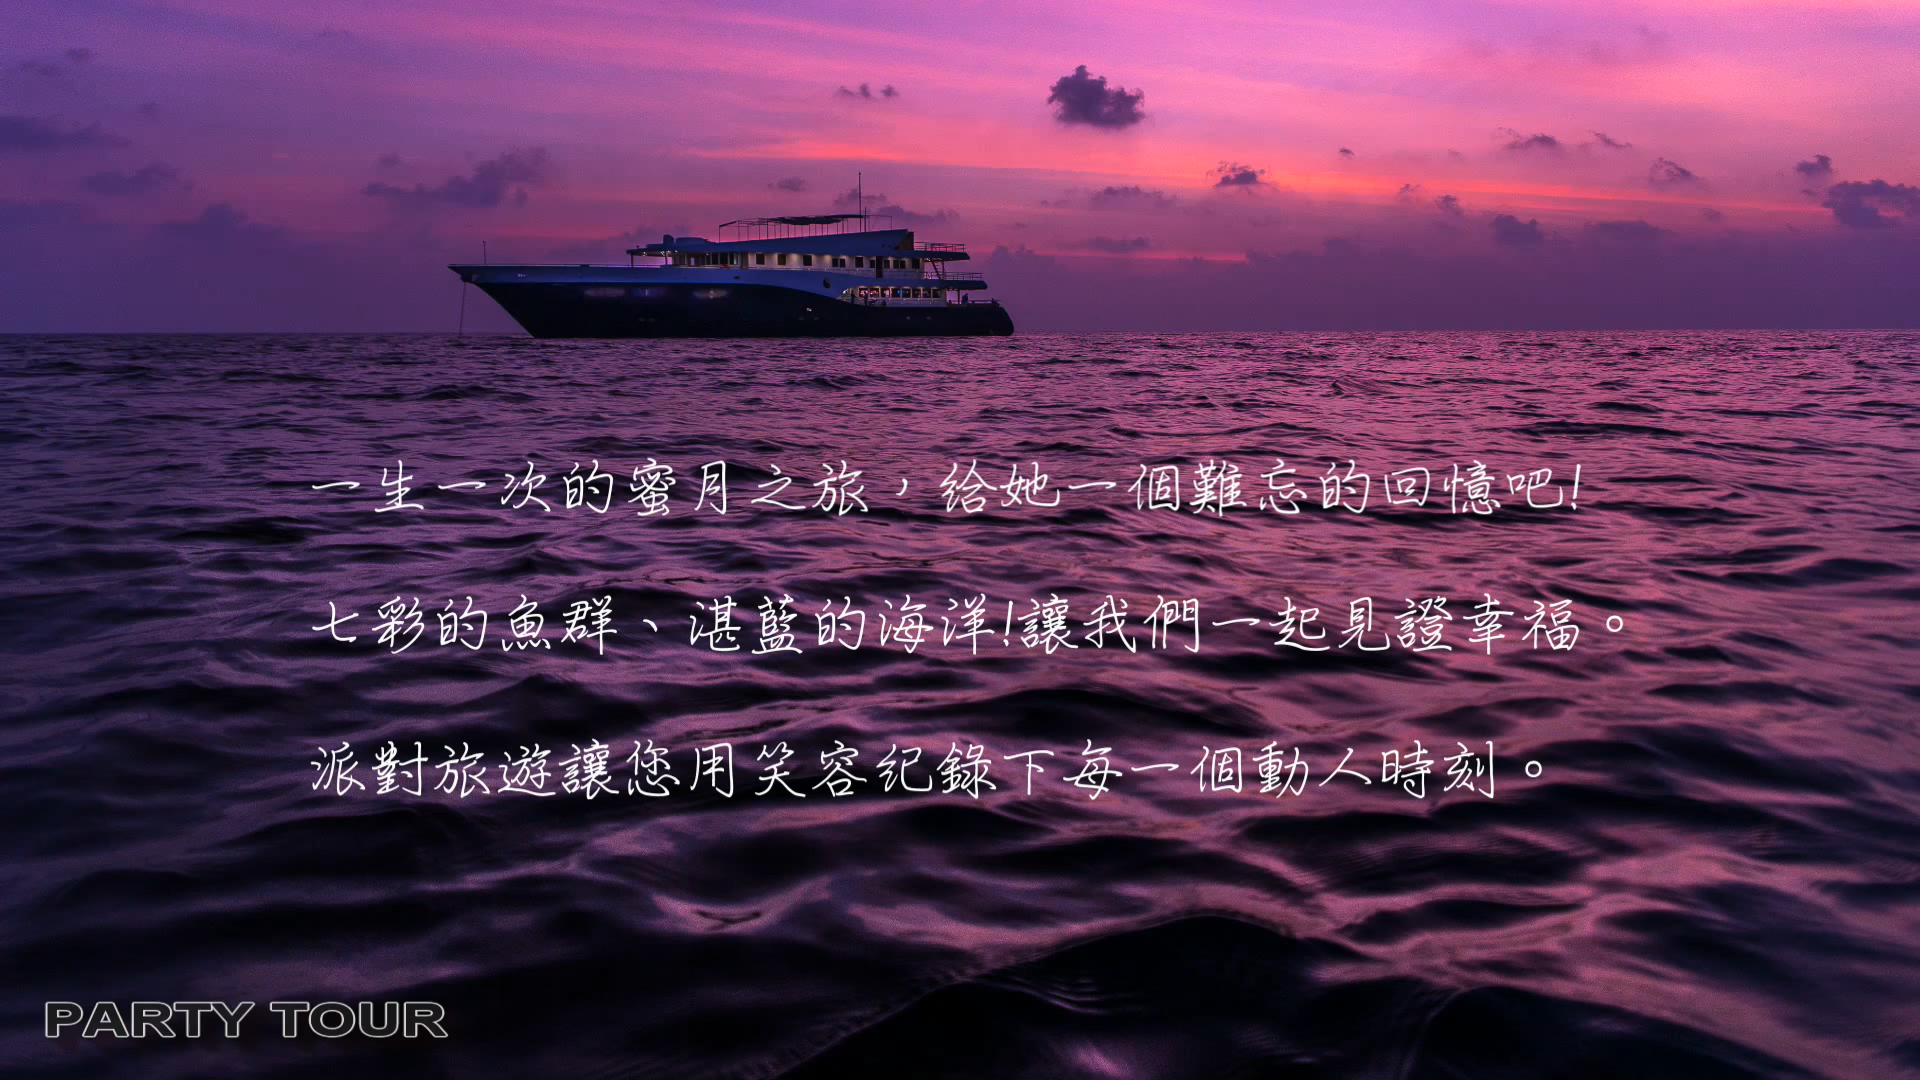 一生一次的蜜月之旅，給她一個難忘的回憶吧!
七彩的魚群、湛藍的海洋!讓我們一起見證幸福。
派對旅遊讓您用笑容紀錄下每一個動人時刻。
PARTY TOUR